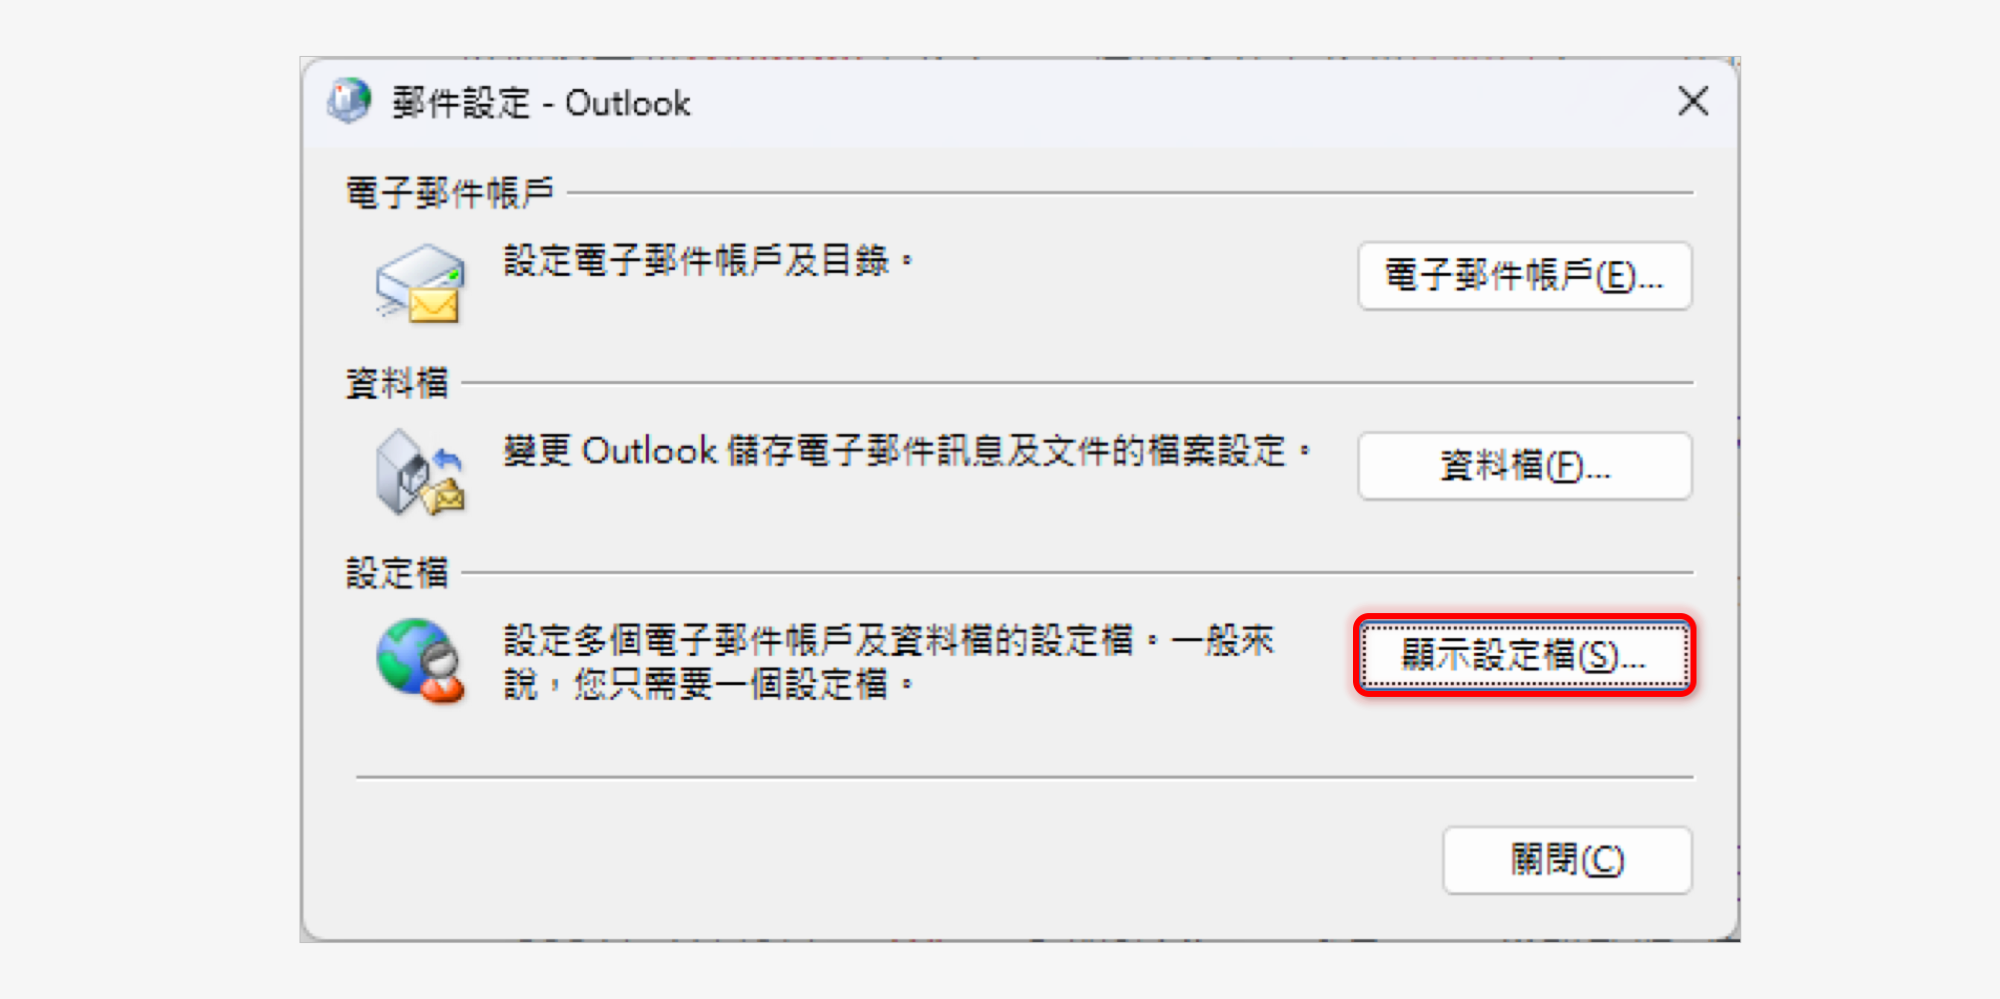 郵件設定 - Outlook
電子郵件帳戶
設定電子郵件帳戶及目錄。
電子郵件帳戶(E)...
資料檔
變更 Outlook 儲存電子郵件訊息及文件的檔案設定。
資料檔(F)...
設定檔
設定多個電子郵件帳戶及資料檔的設定檔。一般來
說，您只需要一個設定檔。
顯示設定檔(S)...
關閉(C)